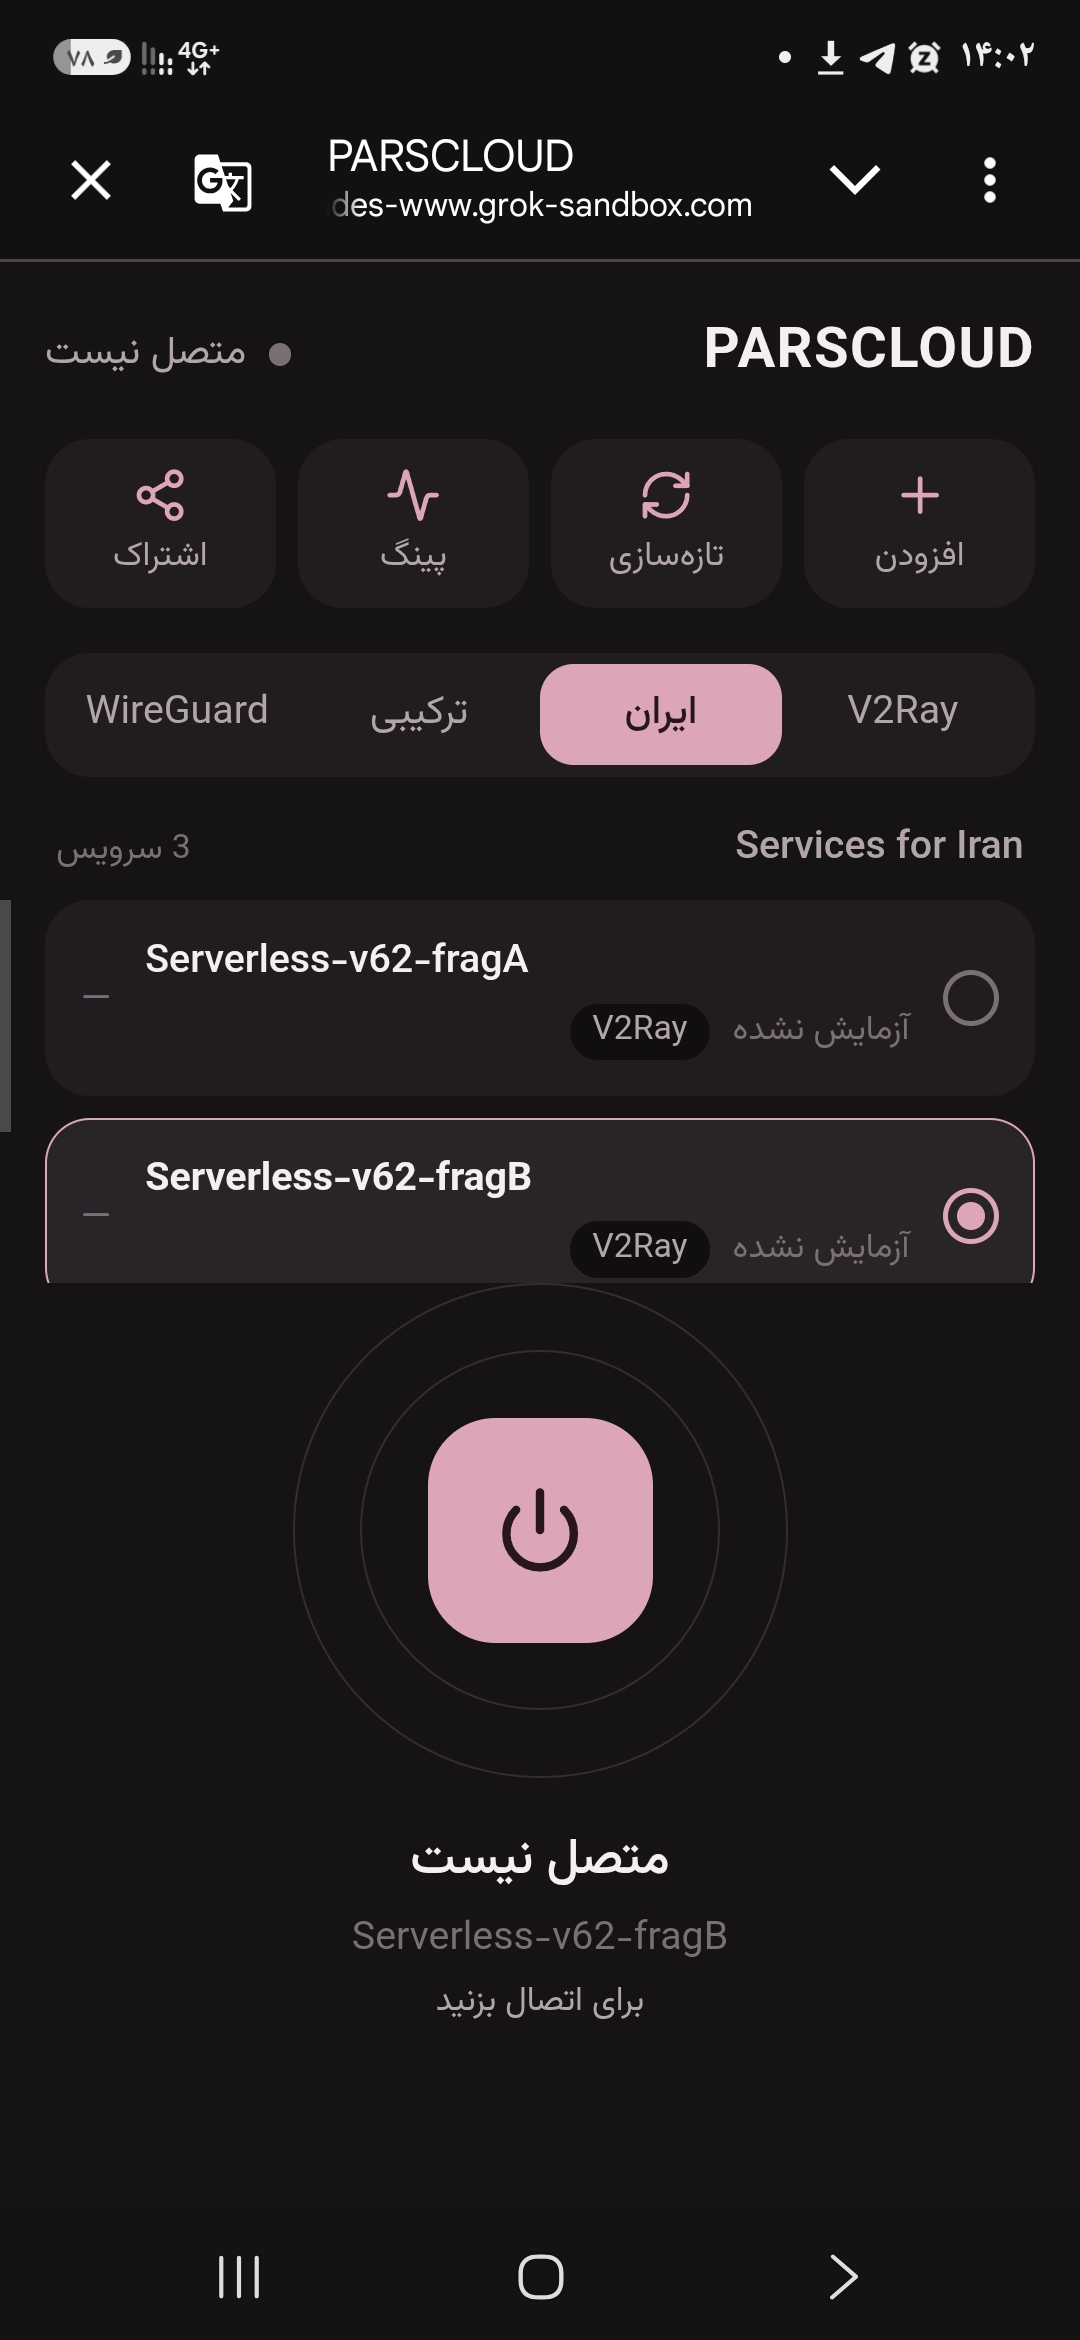 ۷۸ 4G+ ۱۴:۰۲
PARSCLOUD
des-www.grok-sandbox.com
PARSCLOUD
متصل نیست
افزودن
تازه‌سازی
پینگ
اشتراک
V2Ray
ایران
ترکیبی
WireGuard
Services for Iran
3 سرویس
Serverless-v62-fragA
آزمایش نشده V2Ray
—
Serverless-v62-fragB
آزمایش نشده V2Ray
—
متصل نیست
Serverless-v62-fragB
برای اتصال بزنید